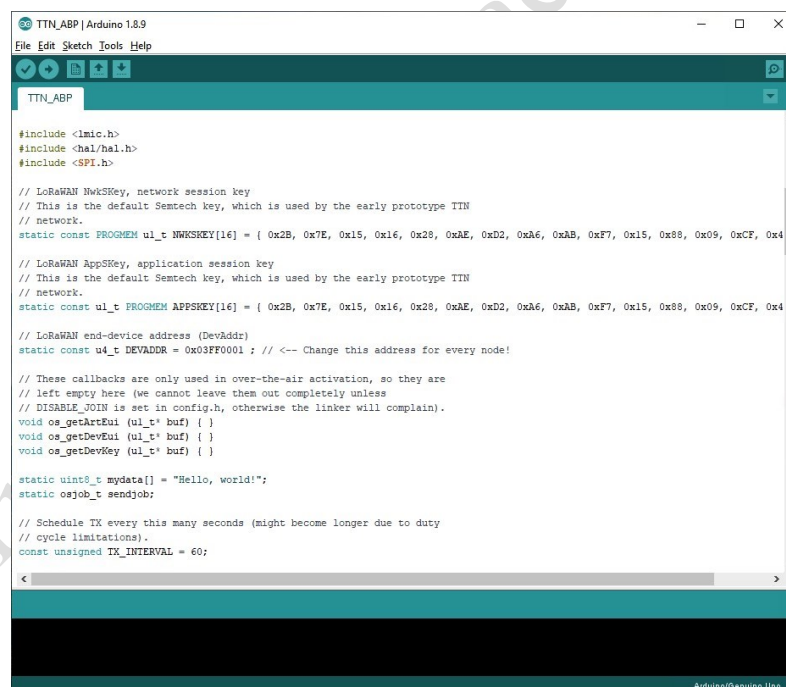 TTN_ABP | Arduino 1.8.9
File Edit Sketch Tools Help
TTN_ABP
#include <lmic.h>
#include <hal/hal.h>
#include <SPI.h>
// LoRaWAN NwkSKey, network session key
// This is the default Semtech key, which is used by the early prototype TTN
// network.
static const PROGMEM u1_t NWKSKEY[16] = { 0x2B, 0x7E, 0x15, 0x16, 0x28, 0xAE, 0xD2, 0xA6, 0xAB, 0xF7, 0x15, 0x88, 0x09, 0xCF, 0x4
// LoRaWAN AppSKey, application session key
// This is the default Semtech key, which is used by the early prototype TTN
// network.
static const u1_t PROGMEM APPSKEY[16] = { 0x2B, 0x7E, 0x15, 0x16, 0x28, 0xAE, 0xD2, 0xA6, 0xAB, 0xF7, 0x15, 0x88, 0x09, 0xCF, 0x4
// LoRaWAN end-device address (DevAddr)
static const u4_t DEVADDR = 0x03FF0001 ; // <-- Change this address for every node!
// These callbacks are only used in over-the-air activation, so they are
// left empty here (we cannot leave them out completely unless
// DISABLE_JOIN is set in config.h, otherwise the linker will complain).
void os_getArtEui (u1_t* buf) { }
void os_getDevEui (u1_t* buf) { }
void os_getDevKey (u1_t* buf) { }
static uint8_t mydata[] = "Hello, world!";
static osjob_t sendjob;
// Schedule TX every this many seconds (might become longer due to duty
// cycle limitations).
const unsigned TX_INTERVAL = 60;
Arduino/Genuino Uno